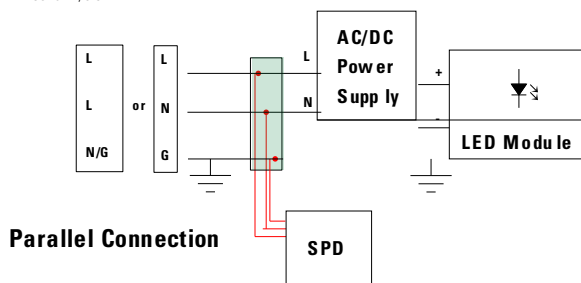 L
L
N/G
or
L
N
G
L
N
AC/DC
Power
Supply
+
-
LED Module
Parallel Connection
SPD